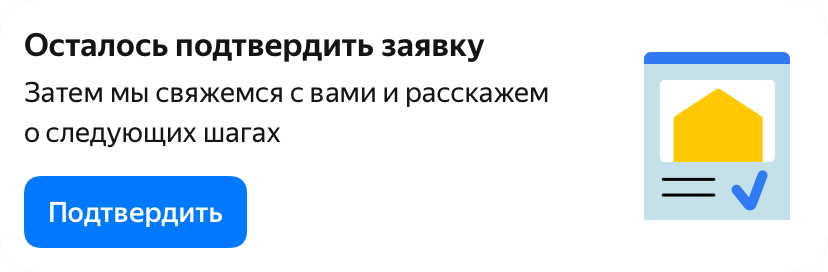 Осталось подтвердить заявку
Затем мы свяжемся с вами и расскажем
о следующих шагах
Подтвердить